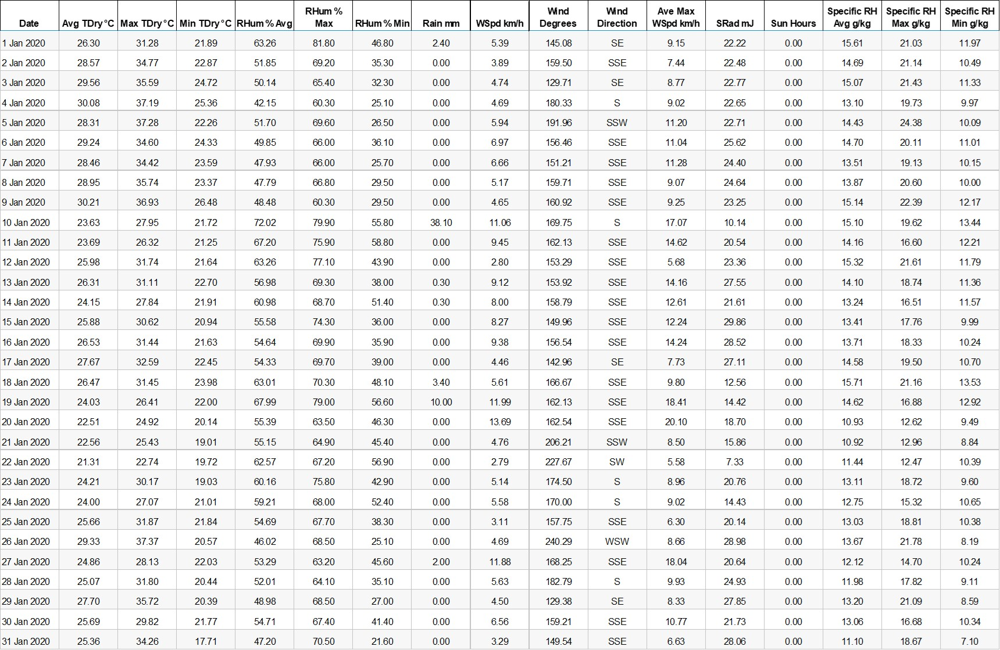 Date Avg TDry °C Max TDry °C Min TDry °C RHum % Avg RHum % Max RHum % Min Rain mm WSpd km/h Wind Degrees Wind Direction Ave Max WSpd km/h SRad mJ Sun Hours Specific RH Avg g/kg Specific RH Max g/kg Specific RH Min g/kg
1 Jan 2020 26.30 31.28 21.89 63.26 81.80 46.80 2.40 5.39 145.08 SE 9.15 22.22 0.00 15.61 21.03 11.97
2 Jan 2020 28.57 34.77 22.87 51.85 69.20 35.30 0.00 3.89 159.50 SSE 7.44 22.48 0.00 14.69 21.14 10.49
3 Jan 2020 29.56 35.59 24.72 50.14 65.40 32.30 0.00 4.74 129.71 SE 8.77 22.77 0.00 15.07 21.43 11.33
4 Jan 2020 30.08 37.19 25.36 42.15 60.30 25.10 0.00 4.69 180.33 S 9.02 22.65 0.00 13.10 19.73 9.97
5 Jan 2020 28.31 37.28 22.26 51.70 69.60 26.50 0.00 5.94 191.96 SSW 11.20 22.71 0.00 14.43 24.38 10.09
6 Jan 2020 29.24 34.60 24.33 49.85 66.00 36.10 0.00 6.97 156.46 SSE 11.04 25.62 0.00 14.70 20.11 11.01
7 Jan 2020 28.46 34.42 23.59 47.93 66.00 25.70 0.00 6.66 151.21 SSE 11.28 24.40 0.00 13.51 19.13 10.15
8 Jan 2020 28.95 35.74 23.37 47.79 66.80 29.50 0.00 5.17 159.71 SSE 9.07 24.64 0.00 13.87 20.60 10.00
9 Jan 2020 30.21 36.93 26.48 48.48 60.30 29.50 0.00 4.65 160.92 SSE 9.25 23.25 0.00 15.14 22.39 12.17
10 Jan 2020 23.63 27.95 21.72 72.02 79.90 55.80 38.10 11.06 169.75 S 17.07 10.14 0.00 15.10 19.62 13.44
11 Jan 2020 23.69 26.32 21.25 67.20 75.90 58.80 0.00 9.45 162.13 SSE 14.62 20.54 0.00 14.16 16.60 12.21
12 Jan 2020 25.98 31.74 21.64 63.26 77.10 43.90 0.00 2.80 153.29 SSE 5.68 23.36 0.00 15.32 21.61 11.79
13 Jan 2020 26.31 31.11 22.70 56.98 69.30 38.00 0.30 9.12 153.92 SSE 14.16 27.55 0.00 14.10 18.74 11.36
14 Jan 2020 24.15 27.84 21.91 60.98 68.70 51.40 0.30 8.00 158.79 SSE 12.61 21.61 0.00 13.24 16.51 11.57
15 Jan 2020 25.88 30.62 20.94 55.58 74.30 36.00 0.00 8.27 149.96 SSE 12.24 29.86 0.00 13.41 17.76 9.99
16 Jan 2020 26.53 31.44 21.63 54.64 69.90 35.90 0.00 9.38 156.54 SSE 14.24 28.52 0.00 13.71 18.33 10.24
17 Jan 2020 27.67 32.59 22.45 54.33 69.70 39.00 0.00 4.46 142.96 SE 7.73 27.11 0.00 14.58 19.50 10.70
18 Jan 2020 26.47 31.45 23.98 63.01 70.30 48.10 3.40 5.61 166.67 SSE 9.80 12.56 0.00 15.71 21.16 13.53
19 Jan 2020 24.03 26.41 22.00 67.99 79.00 56.60 10.00 11.99 162.13 SSE 18.41 14.42 0.00 14.62 16.88 12.92
20 Jan 2020 22.51 24.92 20.14 55.39 63.50 46.30 0.00 13.69 162.54 SSE 20.10 18.70 0.00 10.93 12.62 9.49
21 Jan 2020 22.56 25.43 19.01 55.15 64.90 45.40 0.00 4.76 206.21 SSW 8.50 15.86 0.00 10.92 12.96 8.84
22 Jan 2020 21.31 22.74 19.72 62.57 67.20 56.90 0.00 2.79 227.67 SW 5.58 7.33 0.00 11.44 12.47 10.39
23 Jan 2020 24.21 30.17 19.03 60.16 75.80 42.90 0.00 5.14 174.50 S 8.96 20.76 0.00 13.11 18.72 9.60
24 Jan 2020 24.00 27.07 21.01 59.21 68.00 52.40 0.00 5.58 170.00 S 9.02 14.43 0.00 12.75 15.32 10.65
25 Jan 2020 25.66 31.87 21.84 54.69 67.70 38.30 0.00 3.11 157.75 SSE 6.30 20.14 0.00 13.03 18.81 10.38
26 Jan 2020 29.33 37.37 20.57 46.02 68.50 25.10 0.00 4.69 240.29 WSW 8.66 28.98 0.00 13.67 21.78 8.19
27 Jan 2020 24.86 28.13 22.03 53.29 63.20 45.60 2.00 11.88 168.25 SSE 18.04 20.64 0.00 12.12 14.70 10.24
28 Jan 2020 25.07 31.80 20.44 52.01 64.10 35.10 0.00 5.63 182.79 S 9.93 24.93 0.00 11.98 17.82 9.11
29 Jan 2020 27.70 35.72 20.39 48.98 68.50 27.00 0.00 4.50 129.38 SE 8.33 27.85 0.00 13.20 21.09 8.59
30 Jan 2020 25.69 29.82 21.77 54.71 67.40 41.40 0.00 6.56 159.21 SSE 10.77 21.73 0.00 13.06 16.68 10.34
31 Jan 2020 25.36 34.26 17.71 47.20 70.50 21.60 0.00 3.29 149.54 SSE 6.63 28.06 0.00 11.10 18.67 7.10